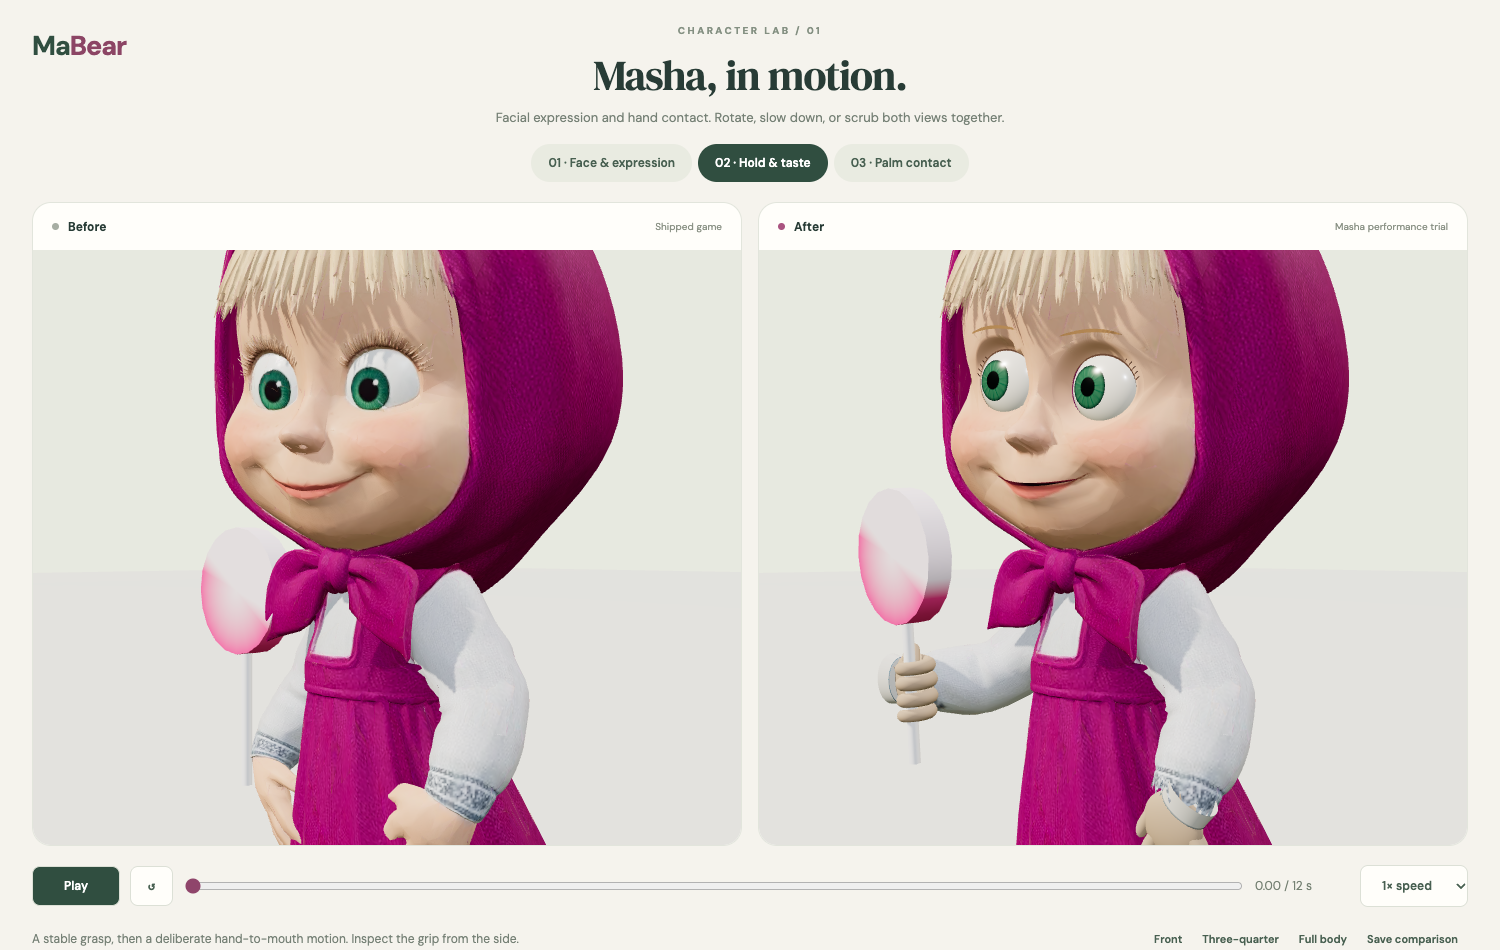 MaBear
CHARACTER LAB / 01
Masha, in motion.
Facial expression and hand contact. Rotate, slow down, or scrub both views together.
01 · Face & expression
02 · Hold & taste
03 · Palm contact
Before
Shipped game
After
Masha performance trial
Play
↺
0.00 / 12 s
1× speed
A stable grasp, then a deliberate hand-to-mouth motion. Inspect the grip from the side.
Front
Three-quarter
Full body
Save comparison